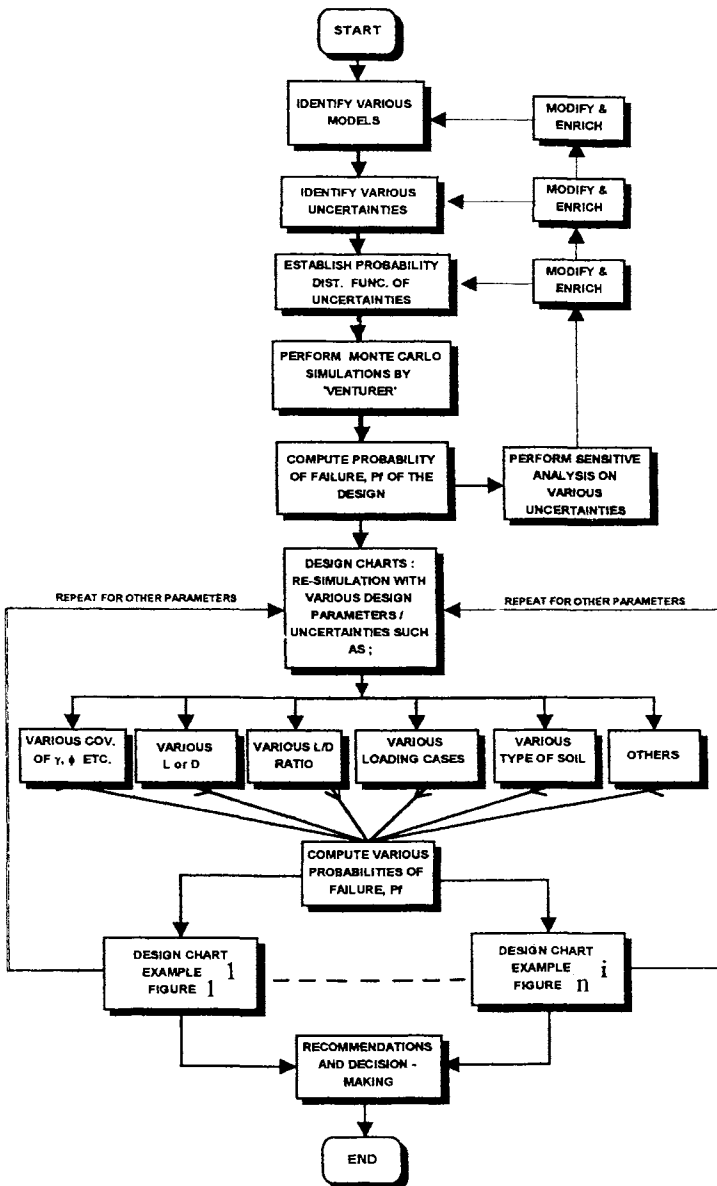 START
IDENTIFY VARIOUS
MODELS
MODIFY &
ENRICH
IDENTIFY VARIOUS
UNCERTAINTIES
MODIFY &
ENRICH
ESTABLISH PROBABILITY
DIST. FUNC. OF
UNCERTAINTIES
MODIFY &
ENRICH
PERFORM MONTE CARLO
SIMULATIONS BY
'VENTURER'
COMPUTE PROBABILITY
OF FAILURE, Pf OF THE
DESIGN
PERFORM SENSITIVE
ANALYSIS ON
VARIOUS
UNCERTAINTIES
DESIGN CHARTS :
RE-SIMULATION WITH
VARIOUS DESIGN
PARAMETERS /
UNCERTAINTIES SUCH
AS ;
REPEAT FOR OTHER PARAMETERS
REPEAT FOR OTHER PARAMETERS
VARIOUS COV.
OF γ, ϕ ETC.
VARIOUS
L or D
VARIOUS L/D
RATIO
VARIOUS
LOADING CASES
VARIOUS
TYPE OF SOIL
OTHERS
COMPUTE VARIOUS
PROBABILITIES OF
FAILURE, Pf
DESIGN CHART
EXAMPLE
FIGURE 1 1
DESIGN CHART
EXAMPLE
FIGURE n i
RECOMMENDATIONS
AND DECISION -
MAKING
END